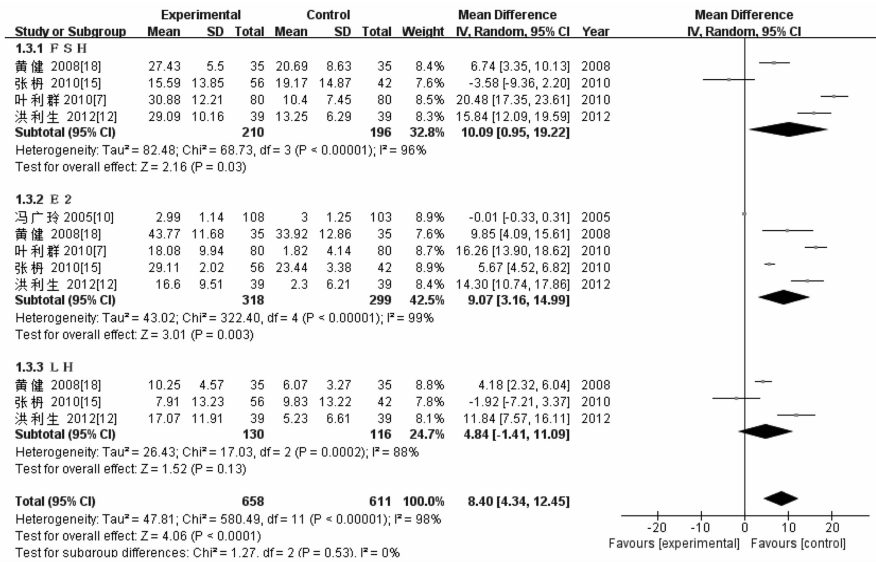 Experimental Control Mean Difference Mean Difference
Study or Subgroup Mean SD Total Mean SD Total Weight IV, Random, 95% CI Year IV, Random, 95% CI
1.3.1 FSH
黄健 2008[18] 27.43 5.5 35 20.69 8.63 35 8.4% 6.74 [3.35, 10.13] 2008
张枬 2010[15] 15.59 13.85 56 19.17 14.87 42 7.6% -3.58 [-9.36, 2.20] 2010
叶利群 2010[7] 30.88 12.21 80 10.4 7.45 80 8.5% 20.48 [17.35, 23.61] 2010
洪利生 2012[12] 29.09 10.16 39 13.25 6.29 39 8.3% 15.84 [12.09, 19.59] 2012
Subtotal (95% CI) 210 196 32.8% 10.09 [0.95, 19.22]
Heterogeneity: Tau² = 82.48; Chi² = 68.73, df = 3 (P < 0.00001); I² = 96%
Test for overall effect: Z = 2.16 (P = 0.03)
1.3.2 E2
冯广玲 2005[10] 2.99 1.14 108 3 1.25 103 8.9% -0.01 [-0.33, 0.31] 2005
黄健 2008[18] 43.77 11.68 35 33.92 12.86 35 7.6% 9.85 [4.09, 15.61] 2008
叶利群 2010[7] 18.08 9.94 80 1.82 4.14 80 8.7% 16.26 [13.90, 18.62] 2010
张枬 2010[15] 29.11 2.02 56 23.44 3.38 42 8.9% 5.67 [4.52, 6.82] 2010
洪利生 2012[12] 16.6 9.51 39 2.3 6.21 39 8.4% 14.30 [10.74, 17.86] 2012
Subtotal (95% CI) 318 299 42.5% 9.07 [3.16, 14.99]
Heterogeneity: Tau² = 43.02; Chi² = 322.40, df = 4 (P < 0.00001); I² = 99%
Test for overall effect: Z = 3.01 (P = 0.003)
1.3.3 LH
黄健 2008[18] 10.25 4.57 35 6.07 3.27 35 8.8% 4.18 [2.32, 6.04] 2008
张枬 2010[15] 7.91 13.23 56 9.83 13.22 42 7.8% -1.92 [-7.21, 3.37] 2010
洪利生 2012[12] 17.07 11.91 39 5.23 6.61 39 8.1% 11.84 [7.57, 16.11] 2012
Subtotal (95% CI) 130 116 24.7% 4.84 [-1.41, 11.09]
Heterogeneity: Tau² = 26.43; Chi² = 17.03, df = 2 (P = 0.0002); I² = 88%
Test for overall effect: Z = 1.52 (P = 0.13)
Total (95% CI) 658 611 100.0% 8.40 [4.34, 12.45]
Heterogeneity: Tau² = 47.81; Chi² = 580.49, df = 11 (P < 0.00001); I² = 98%
Test for overall effect: Z = 4.06 (P < 0.0001)
Test for subgroup differences: Chi² = 1.27. df = 2 (P = 0.53). I² = 0%
-20 -10 0 10 20
Favours [experimental] Favours [control]